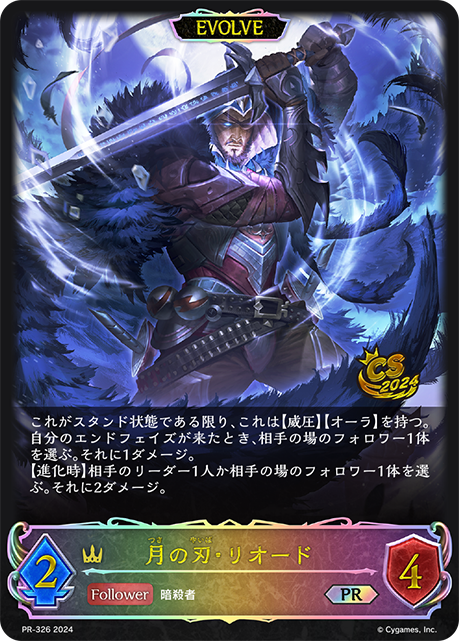 EVOLVE
CS
2024
これがスタンド状態である限り、これは【威圧】【オーラ】を持つ。
自分のエンドフェイズが来たとき、相手の場のフォロワー1体
を選ぶ。それに1ダメージ。
【進化時】相手のリーダー1人か相手の場のフォロワー1体を選
ぶ。それに2ダメージ。
つき やいば
月の刃・リオード
2
Follower 暗殺者
PR
4
PR-326 2024
© Cygames, Inc.